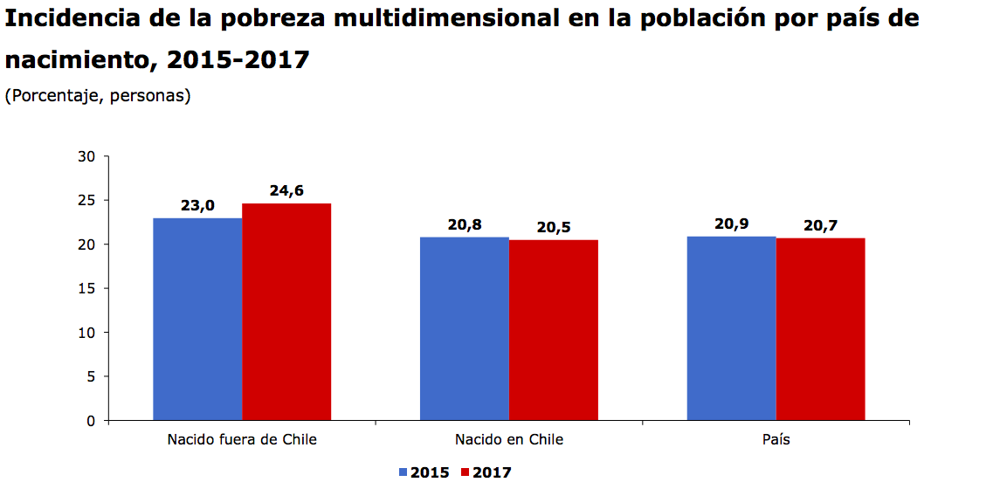 Incidencia de la pobreza multidimensional en la población por país de
nacimiento, 2015-2017
(Porcentaje, personas)
30
25
20
15
10
5
0
23,0
24,6
20,8
20,5
20,9
20,7
Nacido fuera de Chile
Nacido en Chile
País
2015
2017